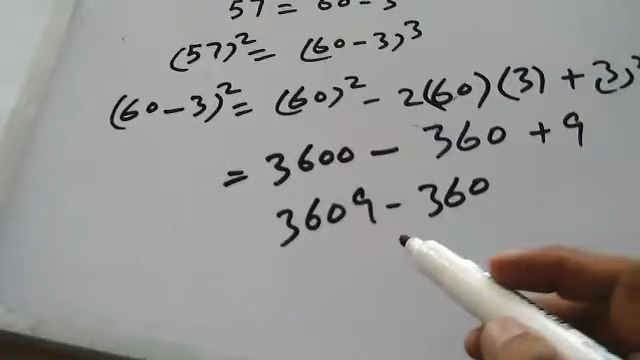 57 = 60 - 3
(57)² = (60-3)³
(60-3)² = (60)² - 2(60)(3) + (3)²
= 3600 - 360 + 9
3609 - 360